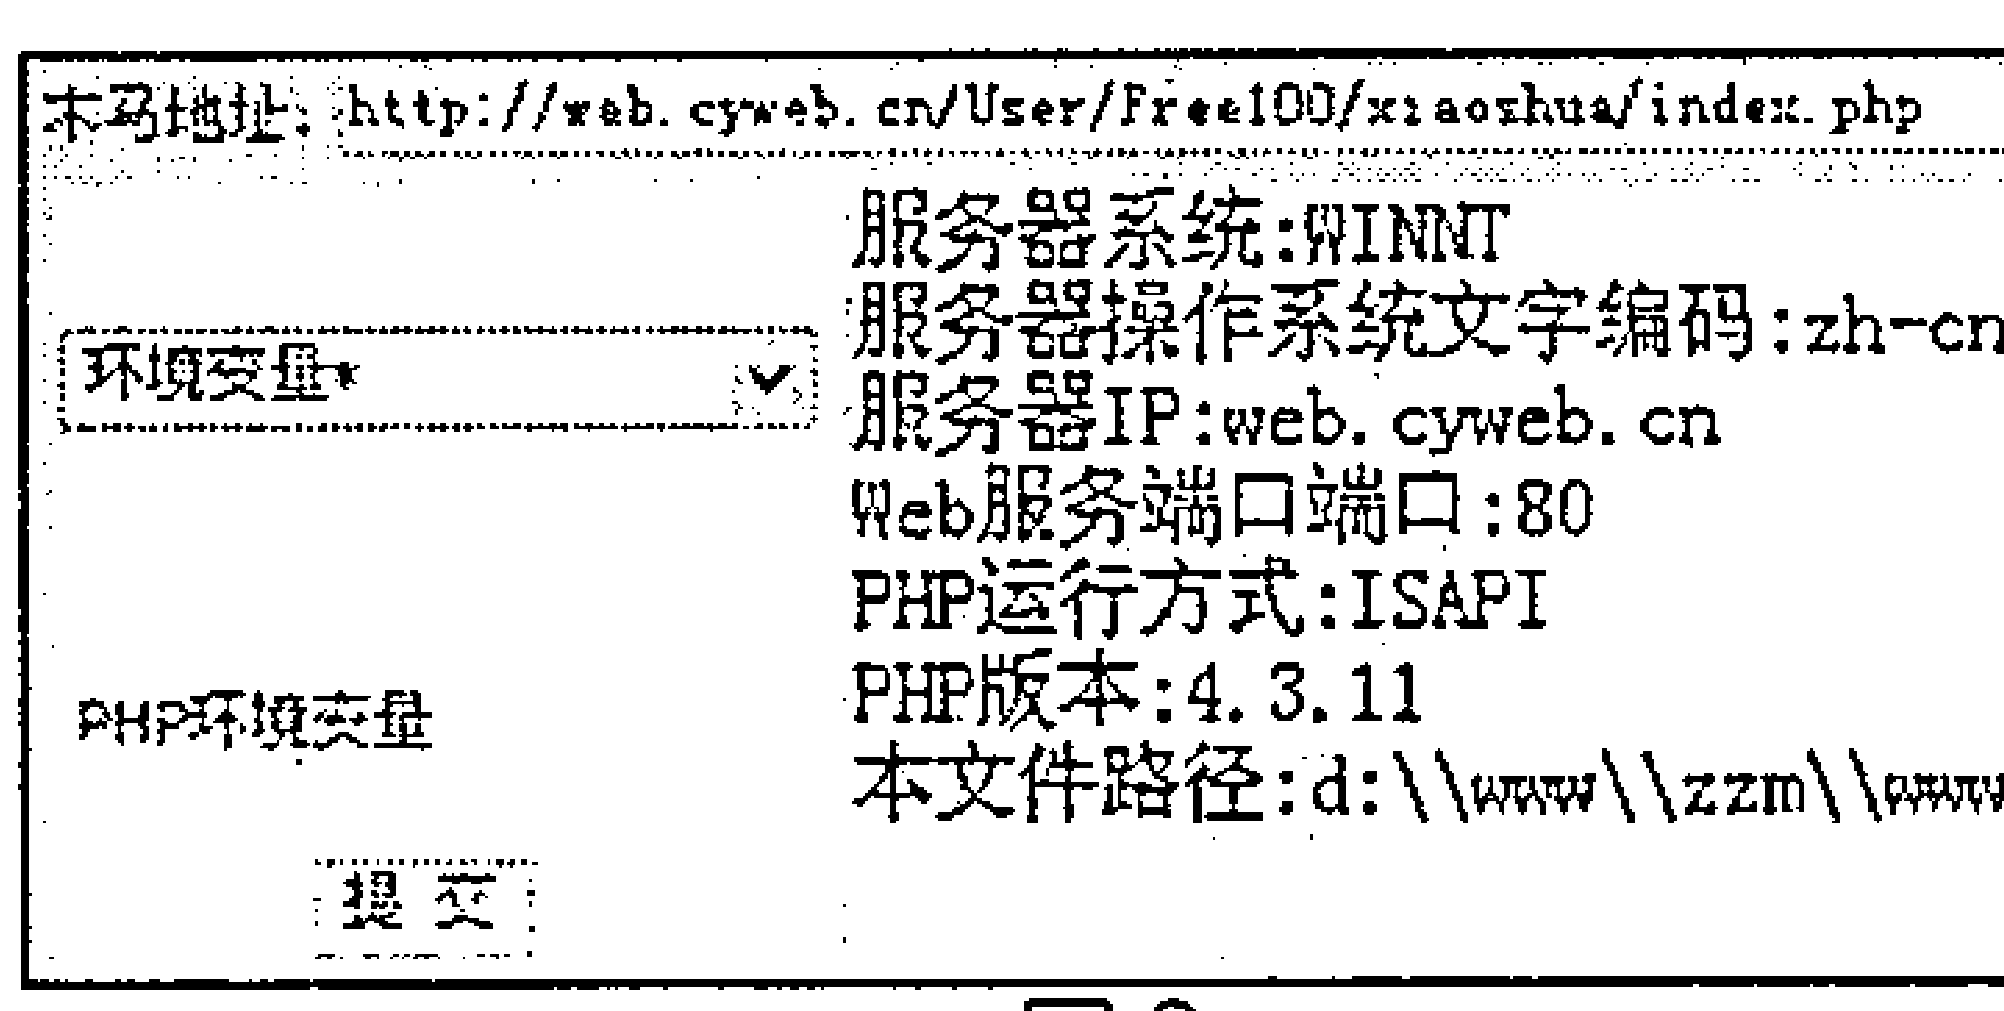 木马地址: http://web.cyweb.cn/User/Free100/xiaoshua/index.php
服务器系统:WINNT
服务器操作系统文字编码:zh-cn
环境变量
服务器IP:web.cyweb.cn
Web服务端口端口:80
PHP运行方式:ISAPI
PHP版本:4.3.11
PHP环境变量
本文件路径:d:\\www\\zzm\\www
提 交